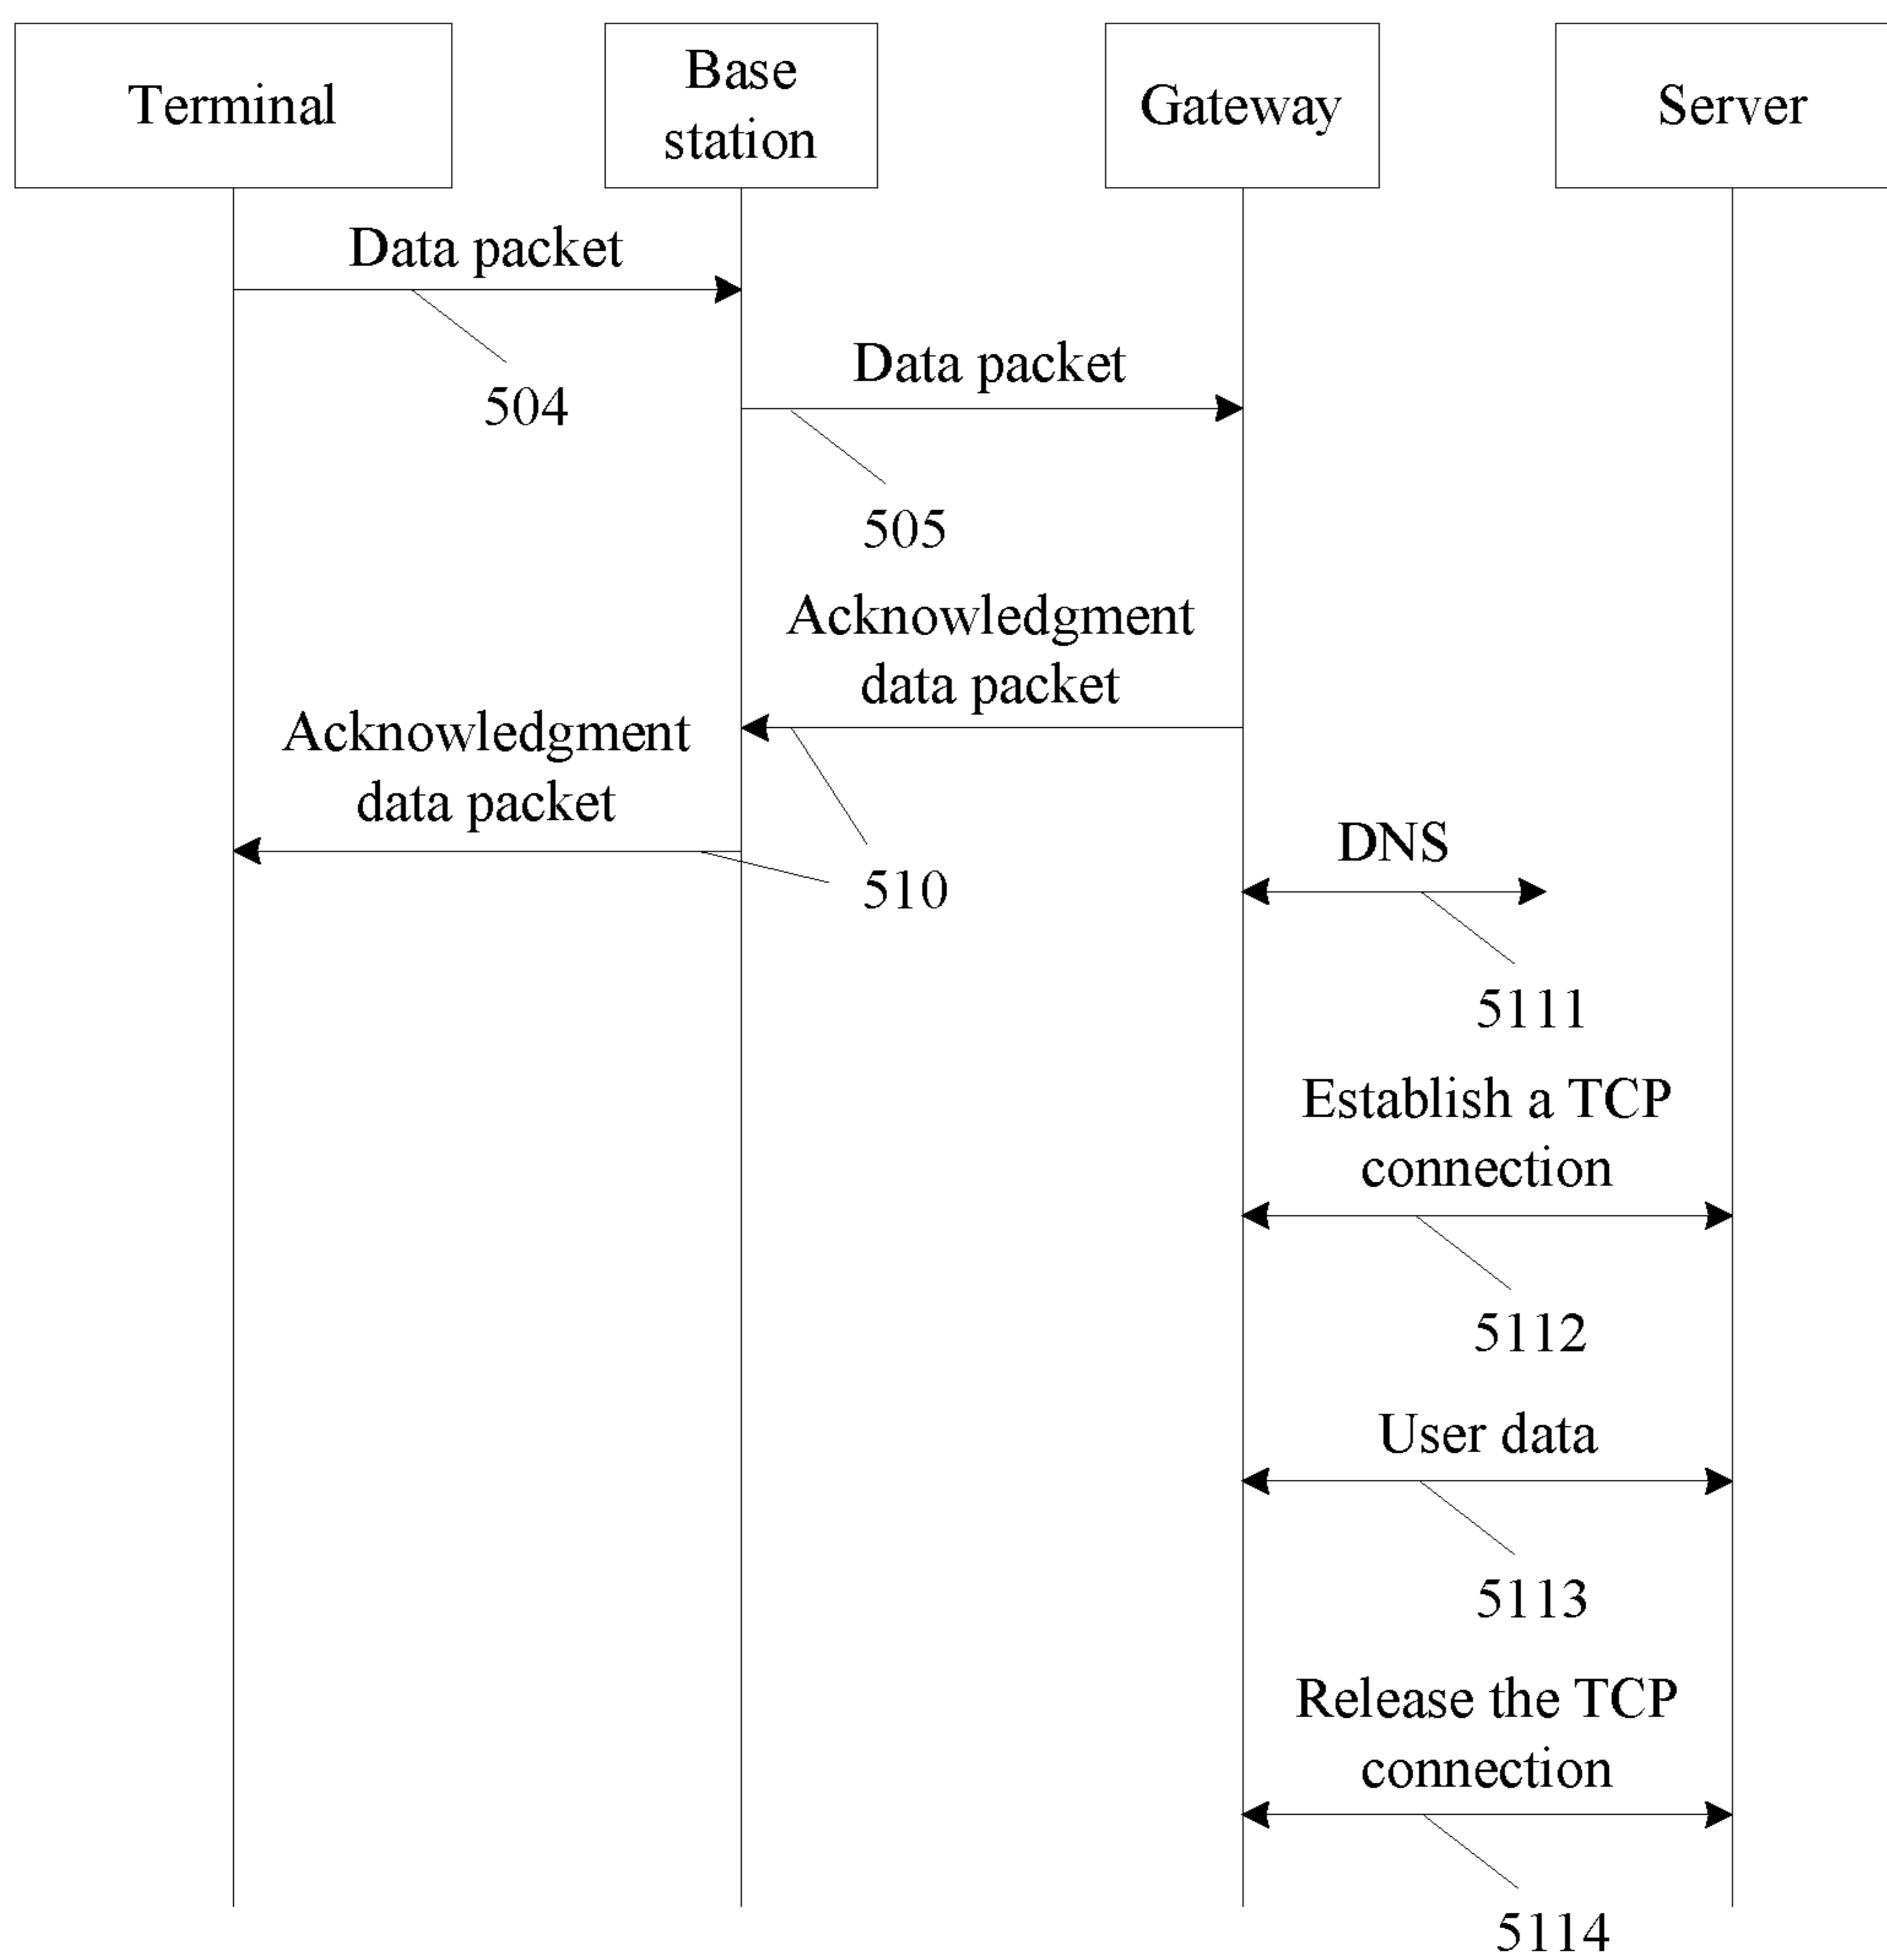 Terminal
Base
station
Gateway
Server
Data packet
504
Data packet
505
Acknowledgment
data packet
Acknowledgment
data packet
510
DNS
5111
Establish a TCP
connection
5112
User data
5113
Release the TCP
connection
5114